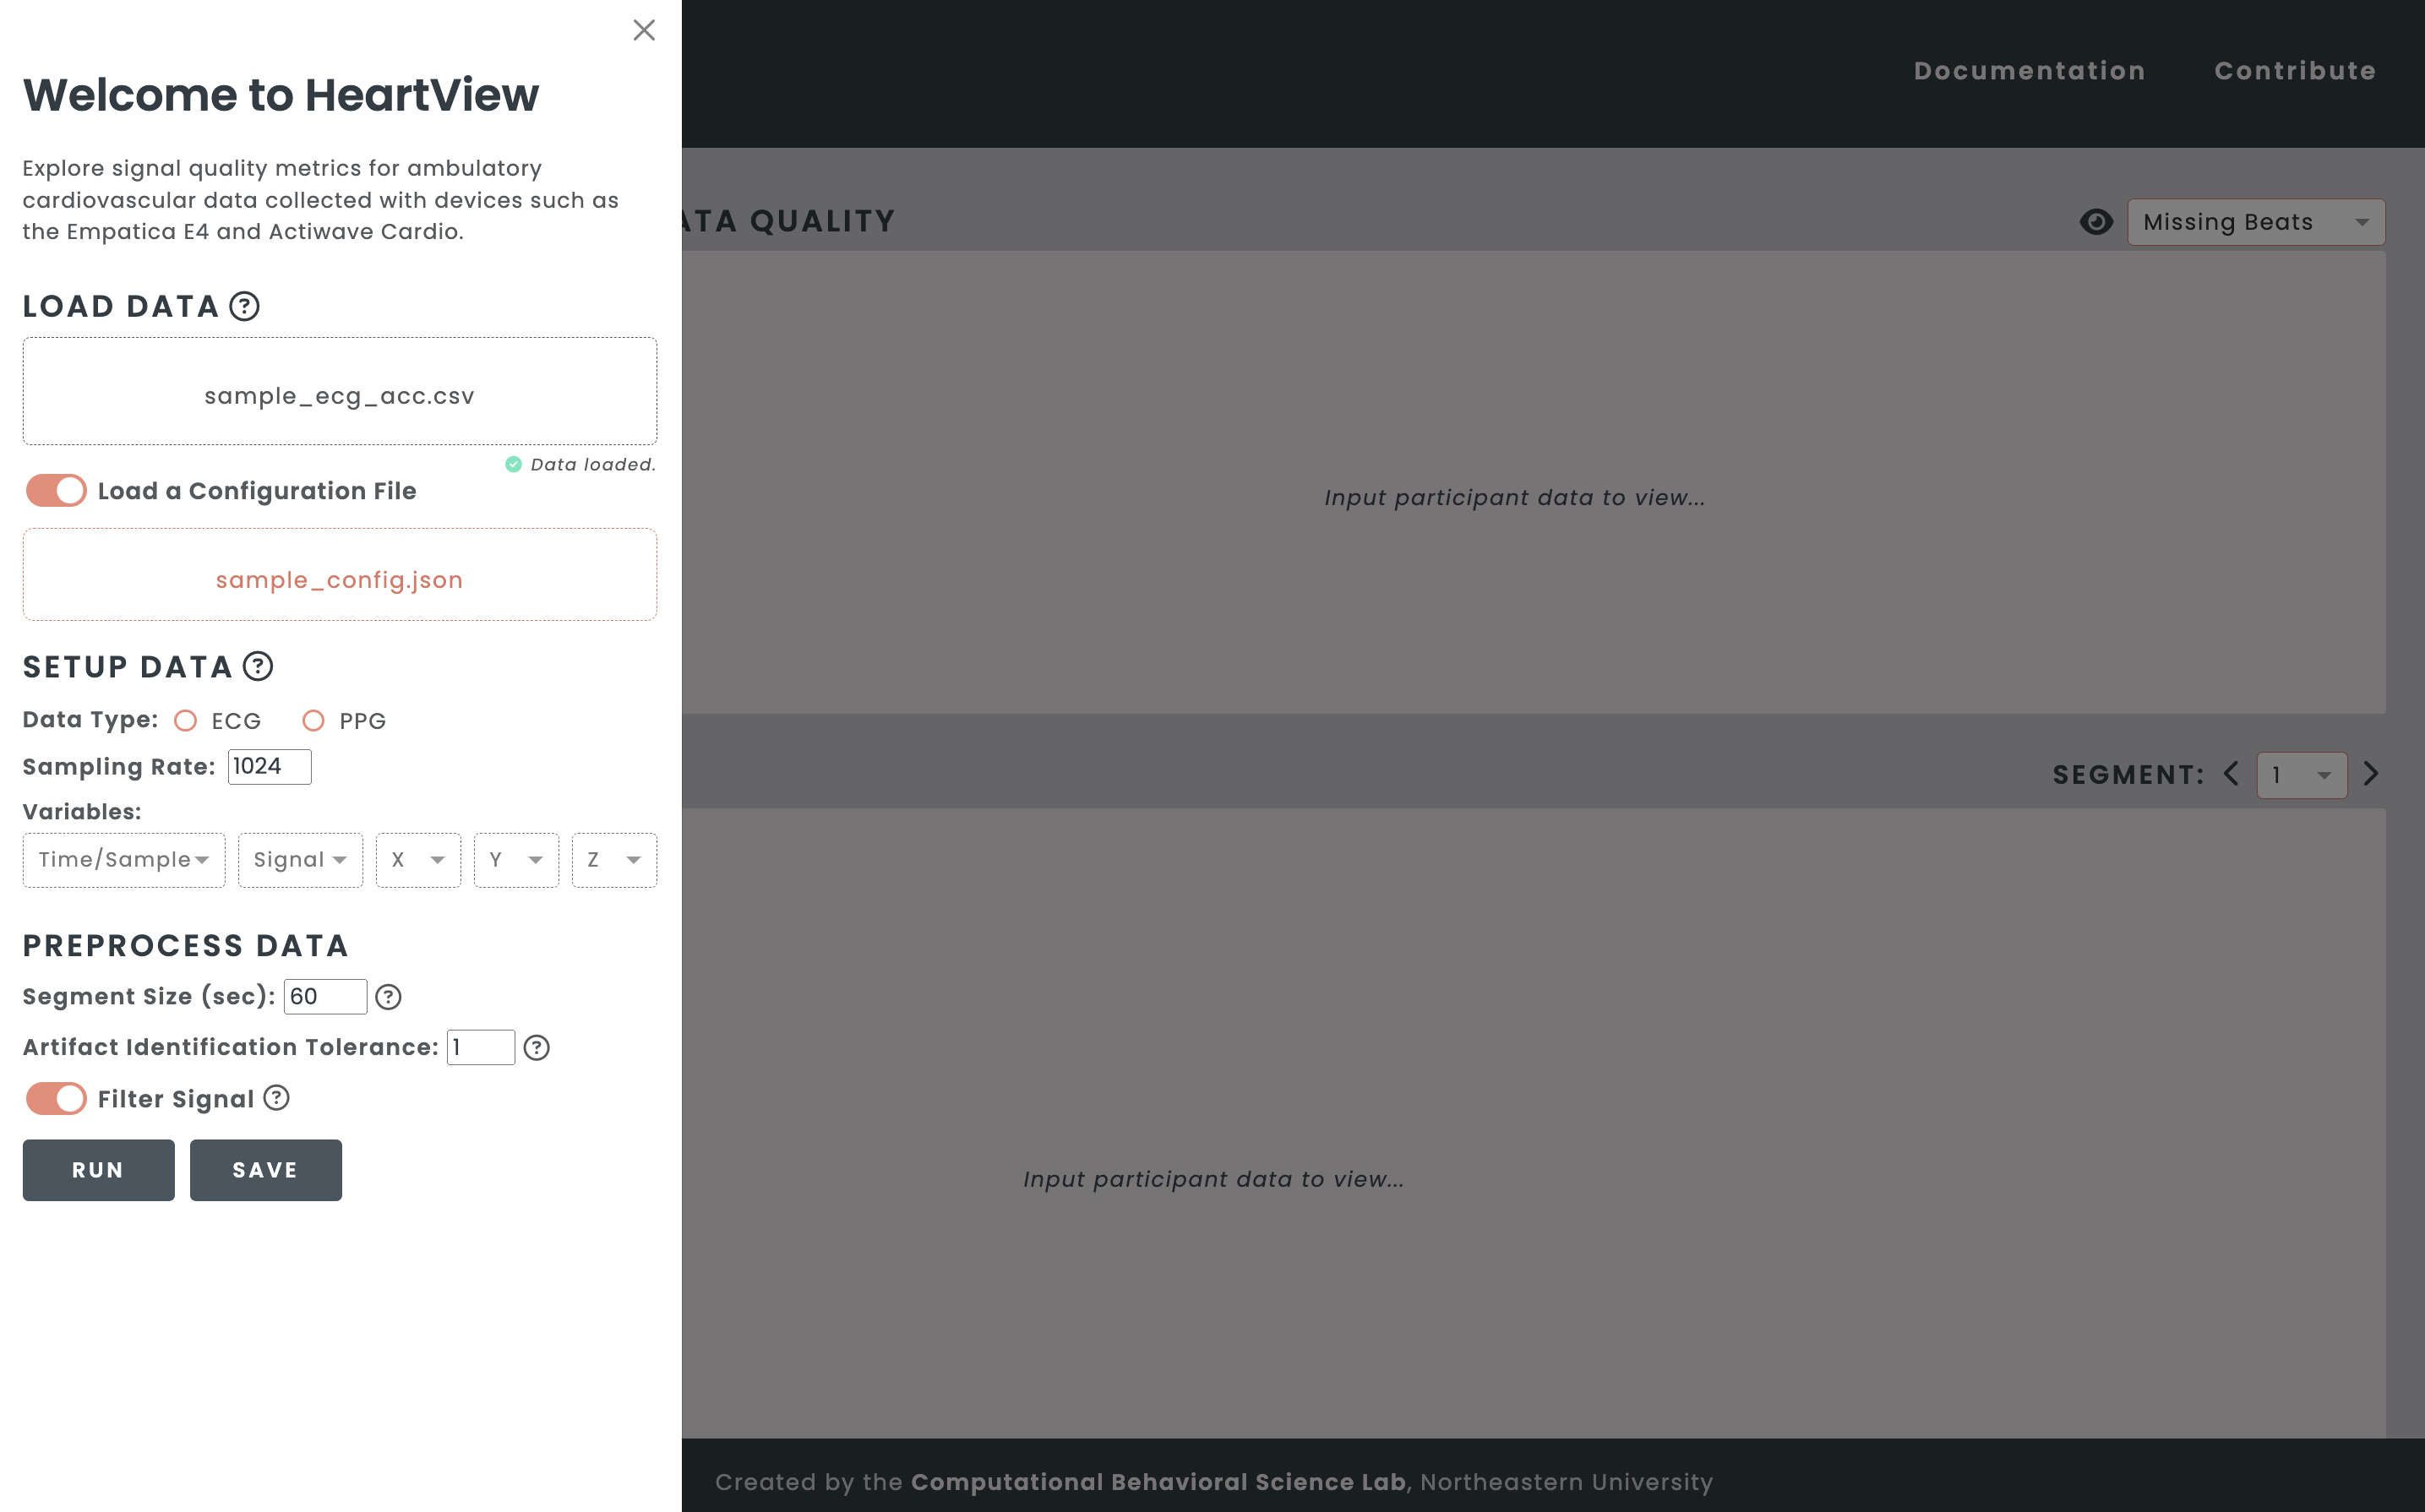 Welcome to HeartView
Explore signal quality metrics for ambulatory
cardiovascular data collected with devices such as
the Empatica E4 and Actiwave Cardio.
LOAD DATA
sample_ecg_acc.csv
Data loaded.
Load a Configuration File
sample_config.json
SETUP DATA
Data Type: ECG PPG
Sampling Rate: 1024
Variables:
Time/Sample Signal X Y Z
PREPROCESS DATA
Segment Size (sec): 60
Artifact Identification Tolerance: 1
Filter Signal
RUN SAVE
Documentation Contribute
ATA QUALITY
Missing Beats
Input participant data to view...
SEGMENT: 1
Input participant data to view...
Created by the Computational Behavioral Science Lab, Northeastern University